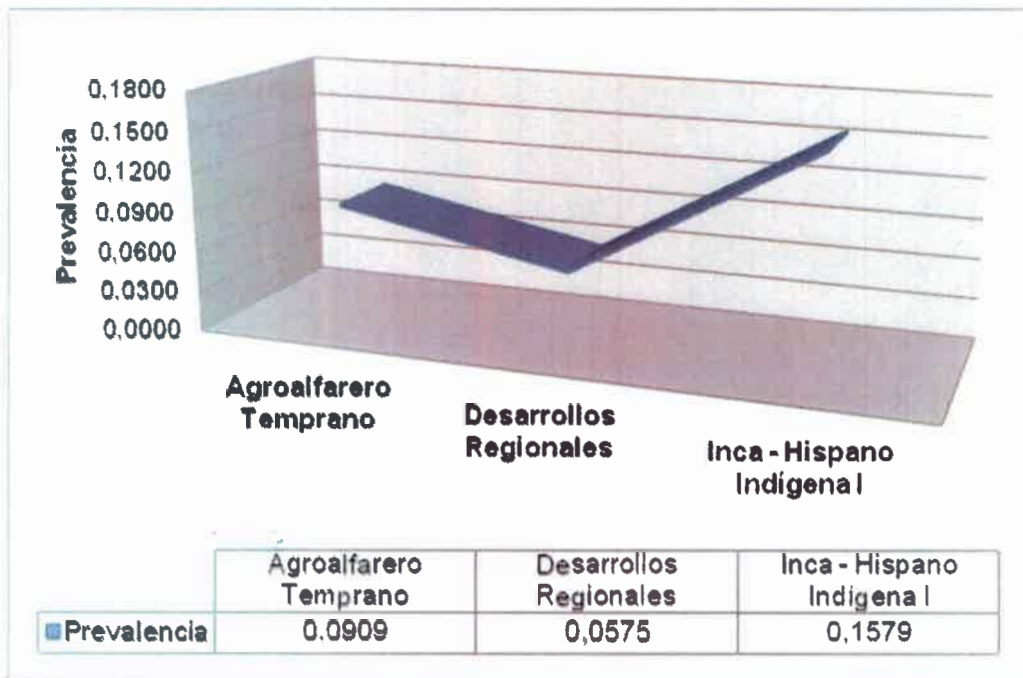 Prevalencia
0,1800
0,1500
0,1200
0,0900
0,0600
0,0300
0,0000
Agroalfarero
Temprano
Desarrollos
Regionales
Inca - Hispano
Indígena I
Agroalfarero Desarrollos Inca - Hispano
Temprano Regionales Indigena I
Prevalencia 0.0909 0,0575 0,1579